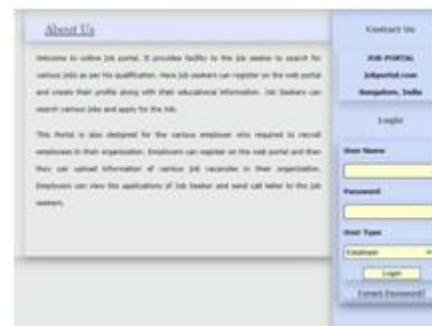 About Us
Welcome to online job portal. It provides facility to the job seeker to search for
various jobs as per his qualification. Here job seekers can register on the web portal
and create their profile along with their educational information. Job Seekers can
search various jobs and apply for the job.
This Portal is also designed for the various employer who required to recruit
employees in their organization. Employers can register on the web portal and then
they can upload information of various job vacancies in their organization.
Employers can view the applications of Job Seeker and send call letter to the job
seekers.
Contact Us
JOB PORTAL
jobportal.com
Bangalore, India
Login
User Name
Password
User Type
Employer
Login
Forgot Password?